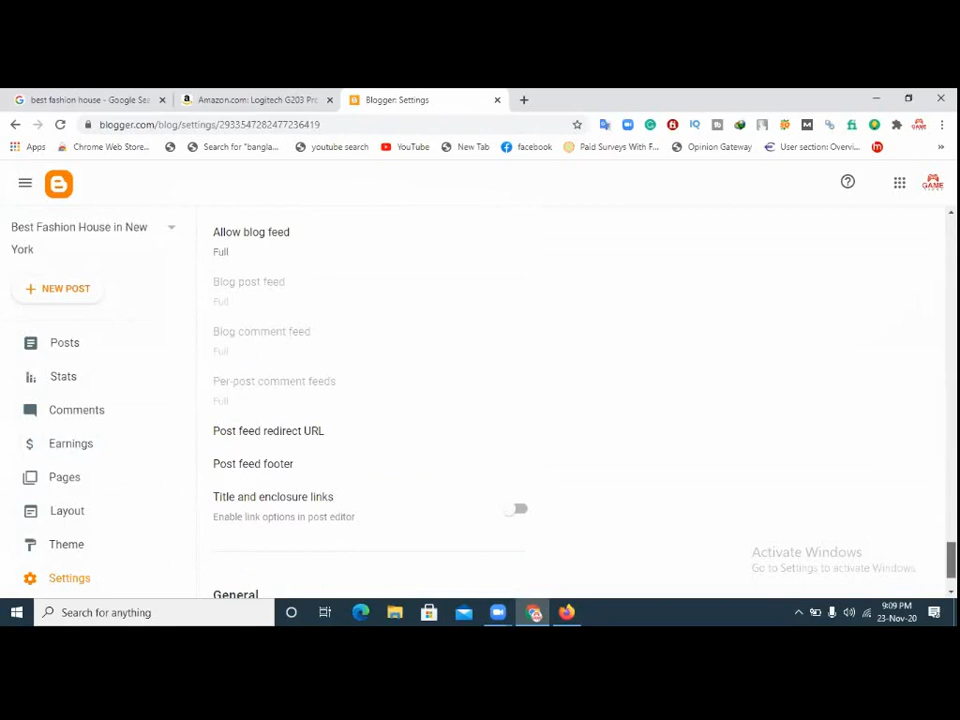 best fashion house - Google Sea
Amazon.com: Logitech G203 Pro
Blogger: Settings
blogger.com/blog/settings/2933547282477236419
Apps
Chrome Web Store...
Search for "bangla...
youtube search
YouTube
New Tab
facebook
Paid Surveys With F...
Opinion Gateway
User section: Overvi...
GAME
Best Fashion House in New
York
NEW POST
Posts
Stats
Comments
Earnings
Pages
Layout
Theme
Settings
Allow blog feed
Full
Blog post feed
Full
Blog comment feed
Full
Per-post comment feeds
Full
Post feed redirect URL
Post feed footer
Title and enclosure links
Enable link options in post editor
General
Activate Windows
Go to Settings to activate Windows.
Search for anything
9:09 PM
23-Nov-20